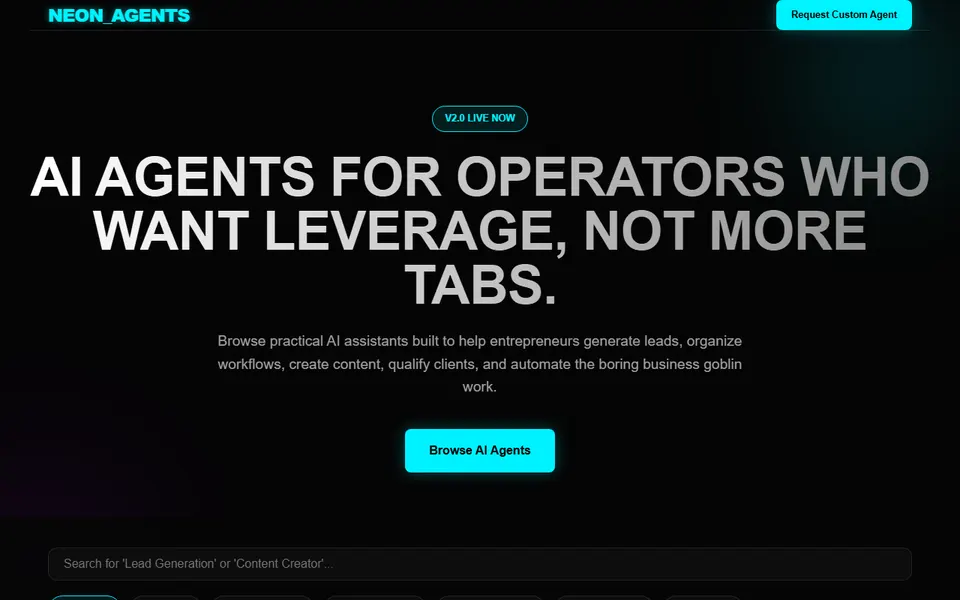 NEON_AGENTS
Request Custom Agent
V2.0 LIVE NOW
AI AGENTS FOR OPERATORS WHO
WANT LEVERAGE, NOT MORE
TABS.
Browse practical AI assistants built to help entrepreneurs generate leads, organize
workflows, create content, qualify clients, and automate the boring business goblin
work.
Browse AI Agents
Search for 'Lead Generation' or 'Content Creator'...